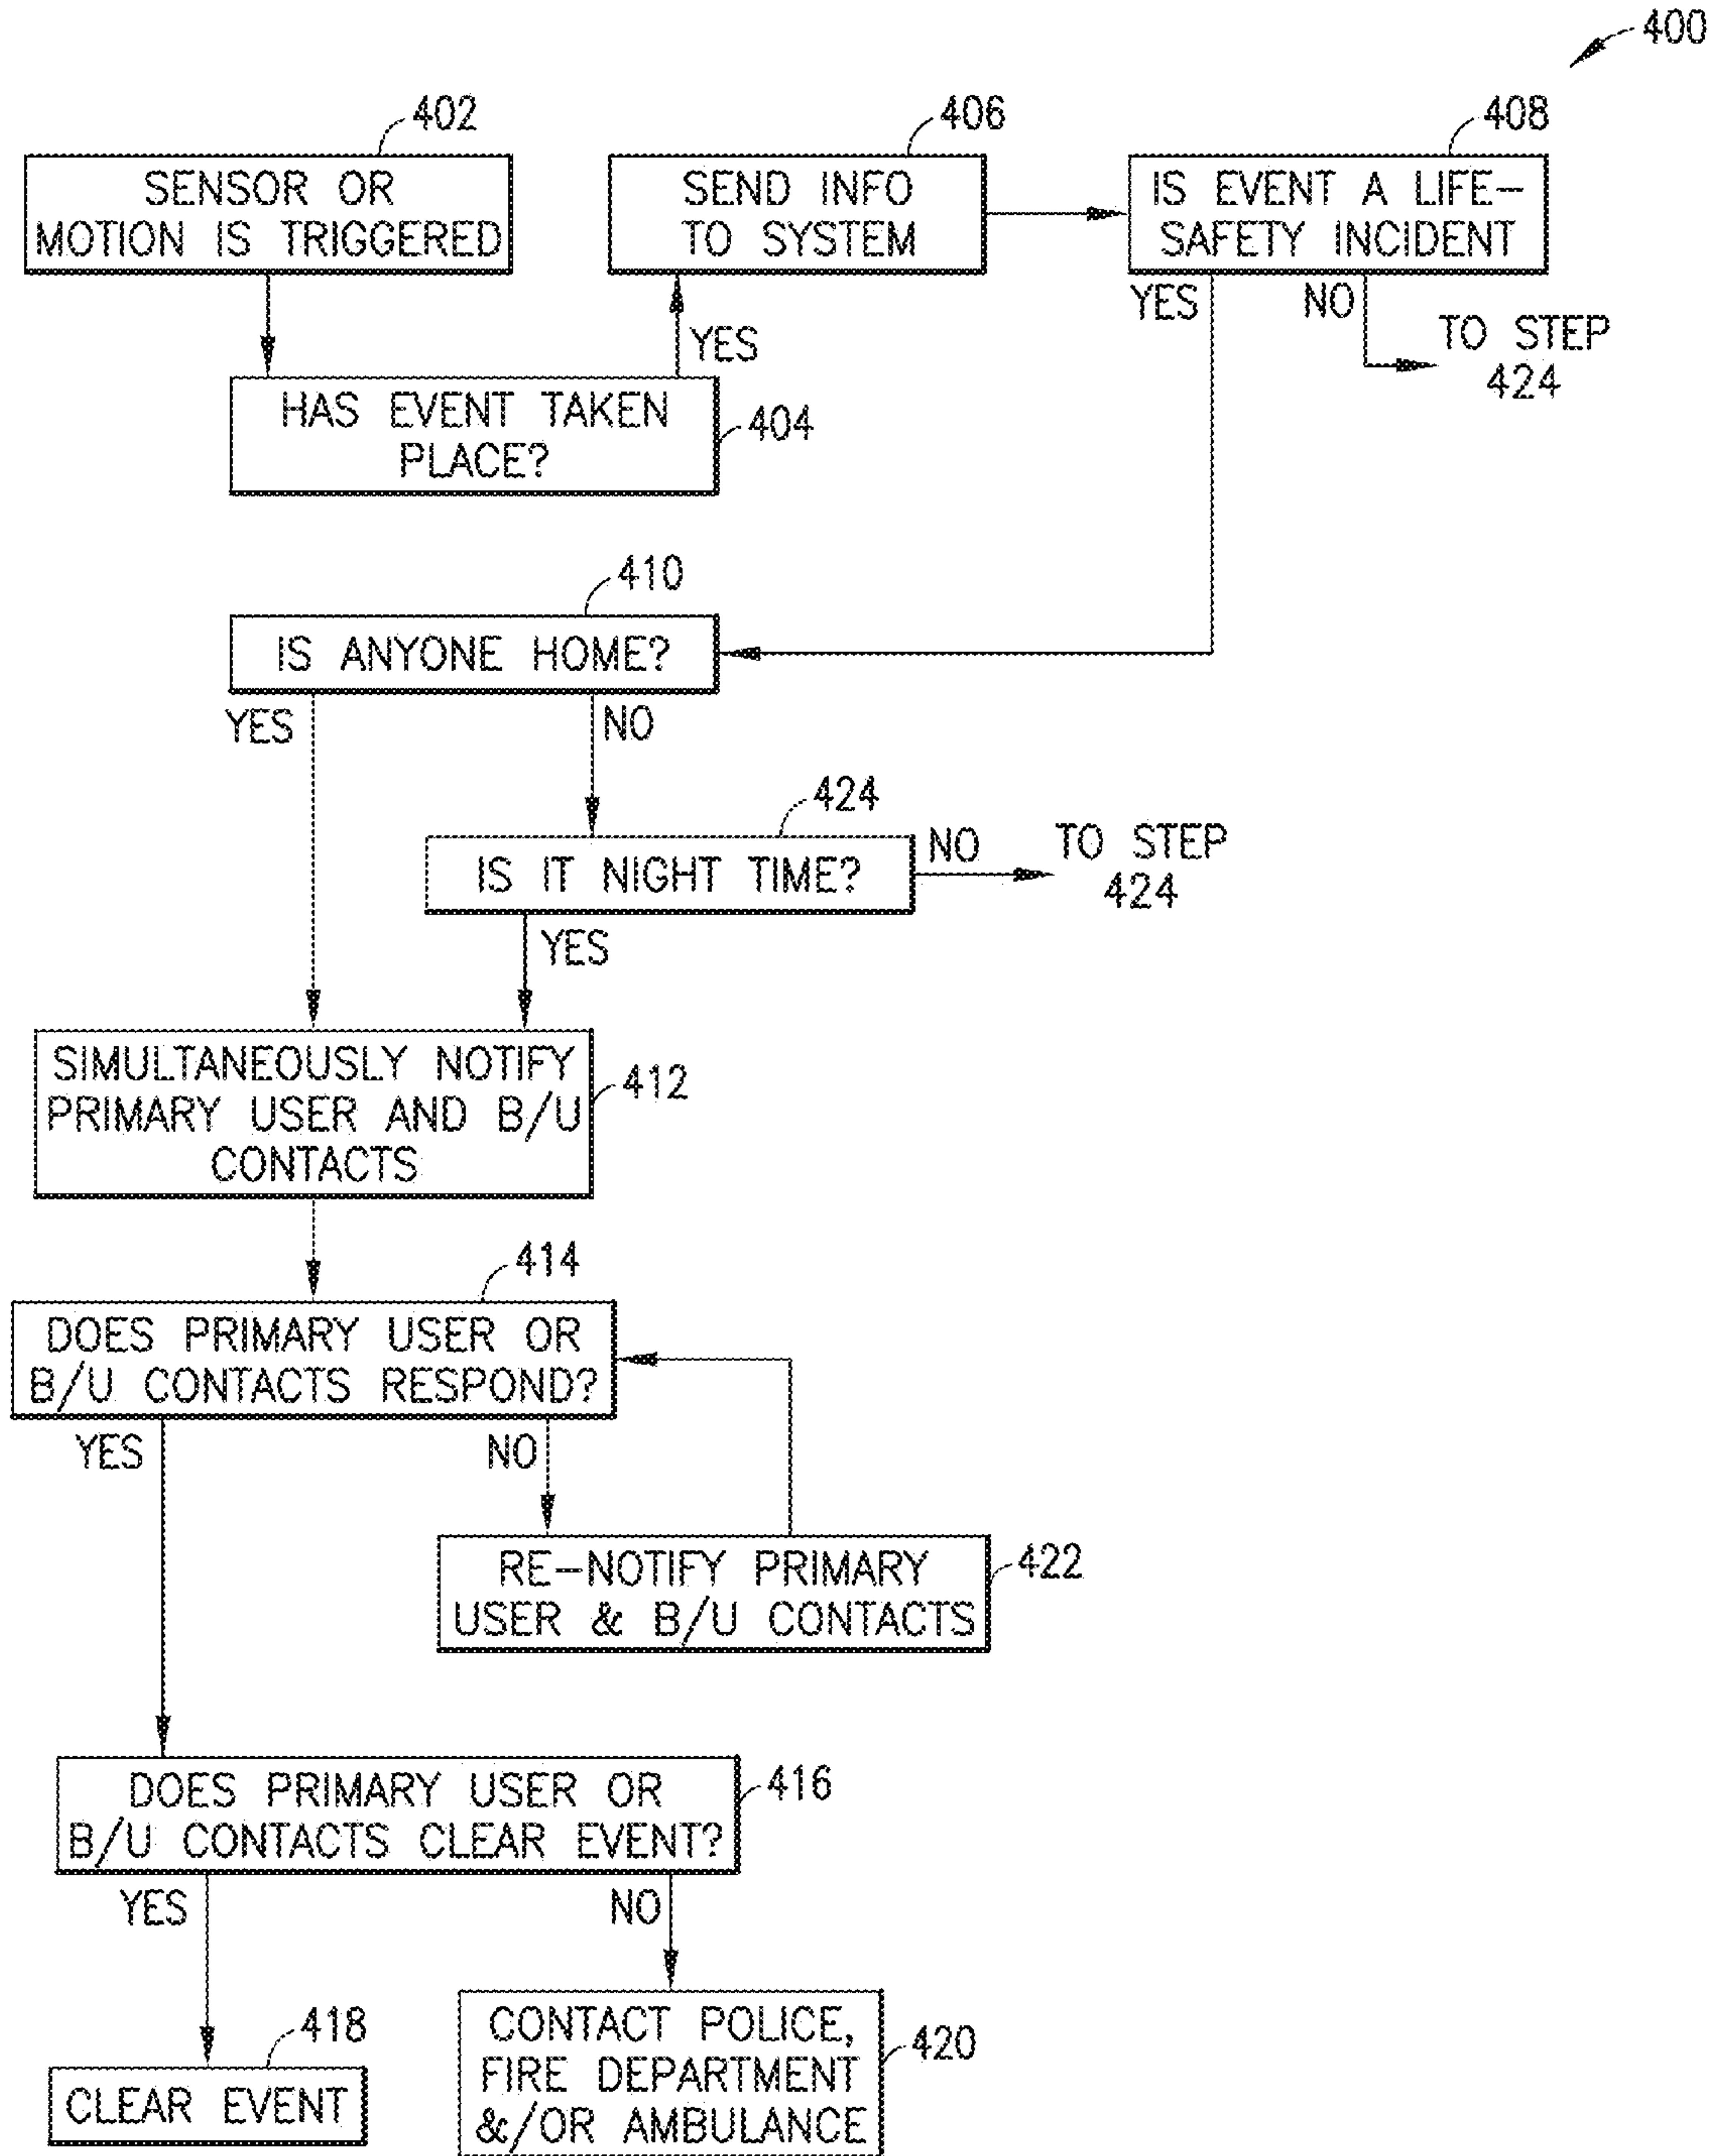 400
402
SENSOR OR
MOTION IS TRIGGERED
406
SEND INFO
TO SYSTEM
408
IS EVENT A LIFE-
SAFETY INCIDENT
YES
NO
TO STEP
424
YES
HAS EVENT TAKEN
PLACE?
404
410
IS ANYONE HOME?
YES
NO
424
IS IT NIGHT TIME?
NO
TO STEP
424
YES
SIMULTANEOUSLY NOTIFY
PRIMARY USER AND B/U
CONTACTS
412
414
DOES PRIMARY USER OR
B/U CONTACTS RESPOND?
YES
NO
RE-NOTIFY PRIMARY
USER & B/U CONTACTS
422
DOES PRIMARY USER OR
B/U CONTACTS CLEAR EVENT?
416
YES
NO
418
CLEAR EVENT
CONTACT POLICE,
FIRE DEPARTMENT
&/OR AMBULANCE
420